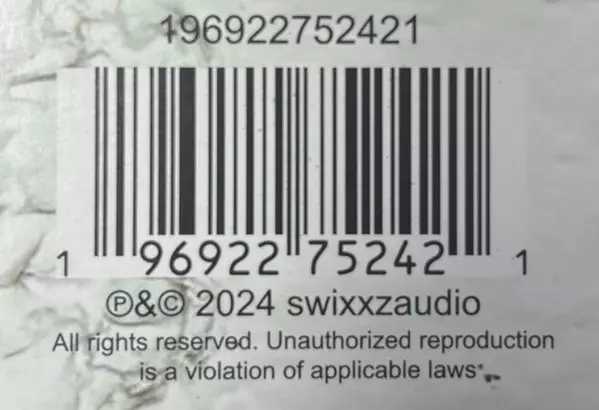 196922752421
1 96922 75242 1
℗&© 2024 swixxzaudio
All rights reserved. Unauthorized reproduction
is a violation of applicable laws